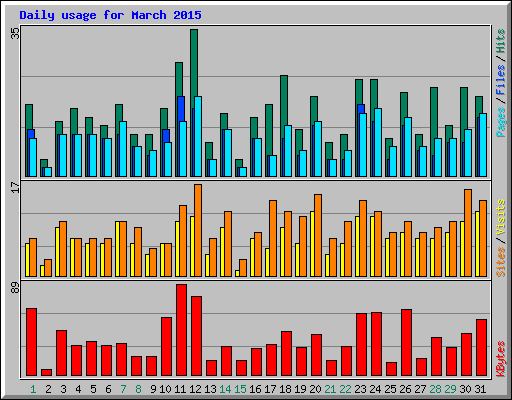 Daily usage for March 2015
35
Pages / Files / Hits
17
Sites / Visits
89
KBytes
1 2 3 4 5 6 7 8 9 10 11 12 13 14 15 16 17 18 19 20 21 22 23 24 25 26 27 28 29 30 31